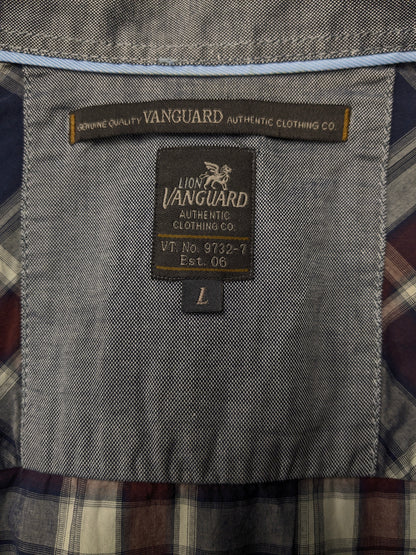 GENUINE QUALITY VANGUARD AUTHENTIC CLOTHING CO.
LION
VANGUARD
AUTHENTIC
CLOTHING CO.
VT. No. 9732-7
Est. 06
L